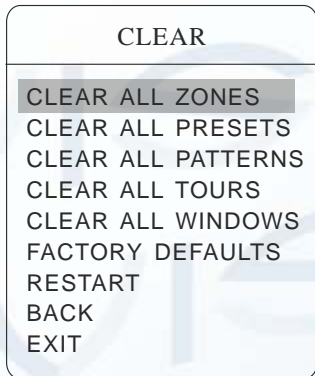 CLEAR
CLEAR ALL ZONES
CLEAR ALL PRESETS
CLEAR ALL PATTERNS
CLEAR ALL TOURS
CLEAR ALL WINDOWS
FACTORY DEFAULTS
RESTART
BACK
EXIT